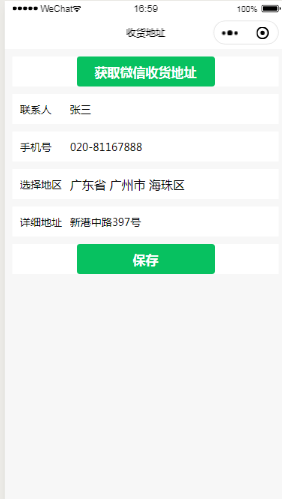 WeChat 16:59 100%
收货地址
获取微信收货地址
联系人 张三
手机号 020-81167888
选择地区 广东省 广州市 海珠区
详细地址 新港中路397号
保存